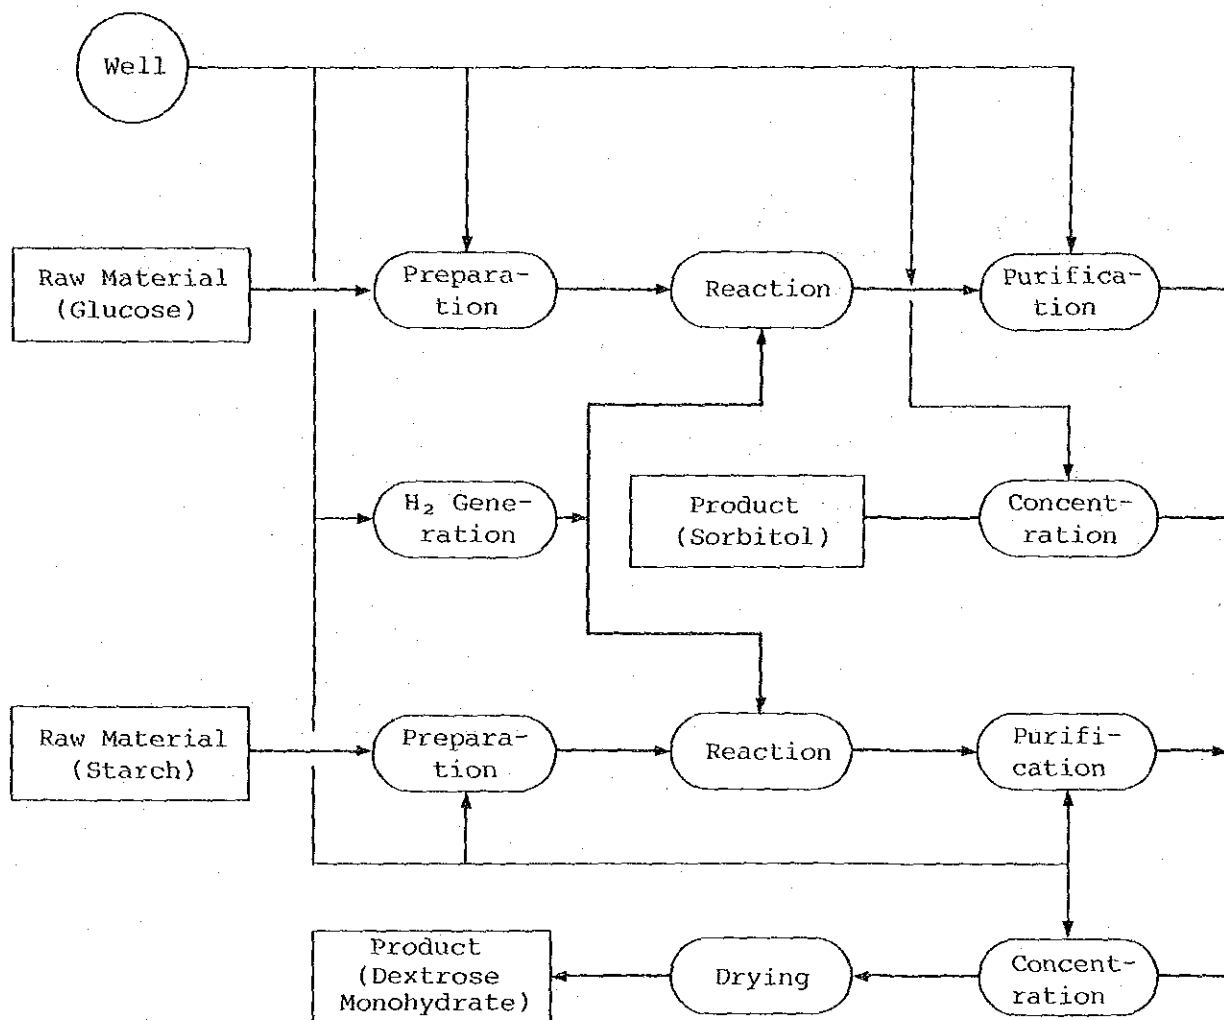 Well
Raw Material
(Glucose)
Prepara-
tion
Reaction
Purifica-
tion
H₂ Gene-
ration
Product
(Sorbitol)
Concent-
ration
Raw Material
(Starch)
Prepara-
tion
Reaction
Purifi-
cation
Product
(Dextrose
Monohydrate)
Drying
Concent-
ration